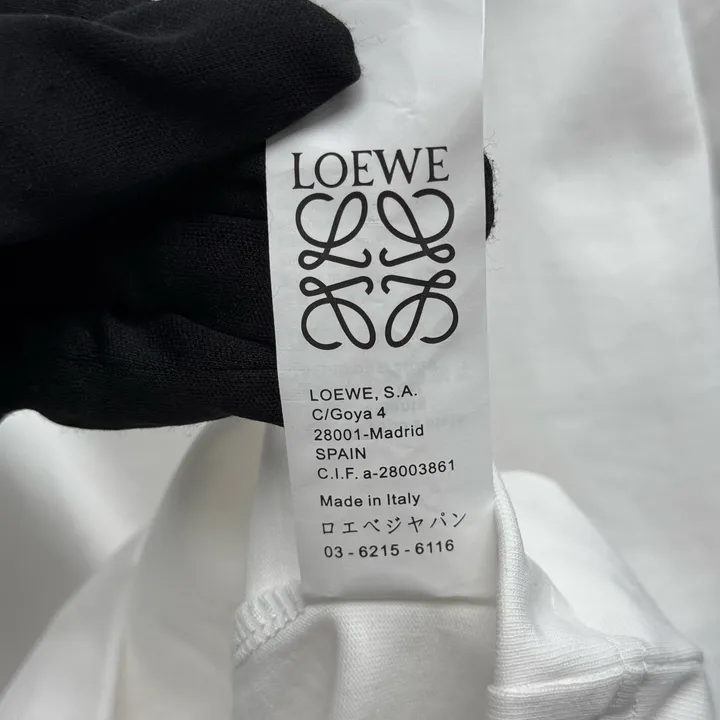 LOEWE
LOEWE, S.A.
C/Goya 4
28001-Madrid
SPAIN
C.I.F. a-28003861
Made in Italy
ロエベジャパン
03-6215-6116